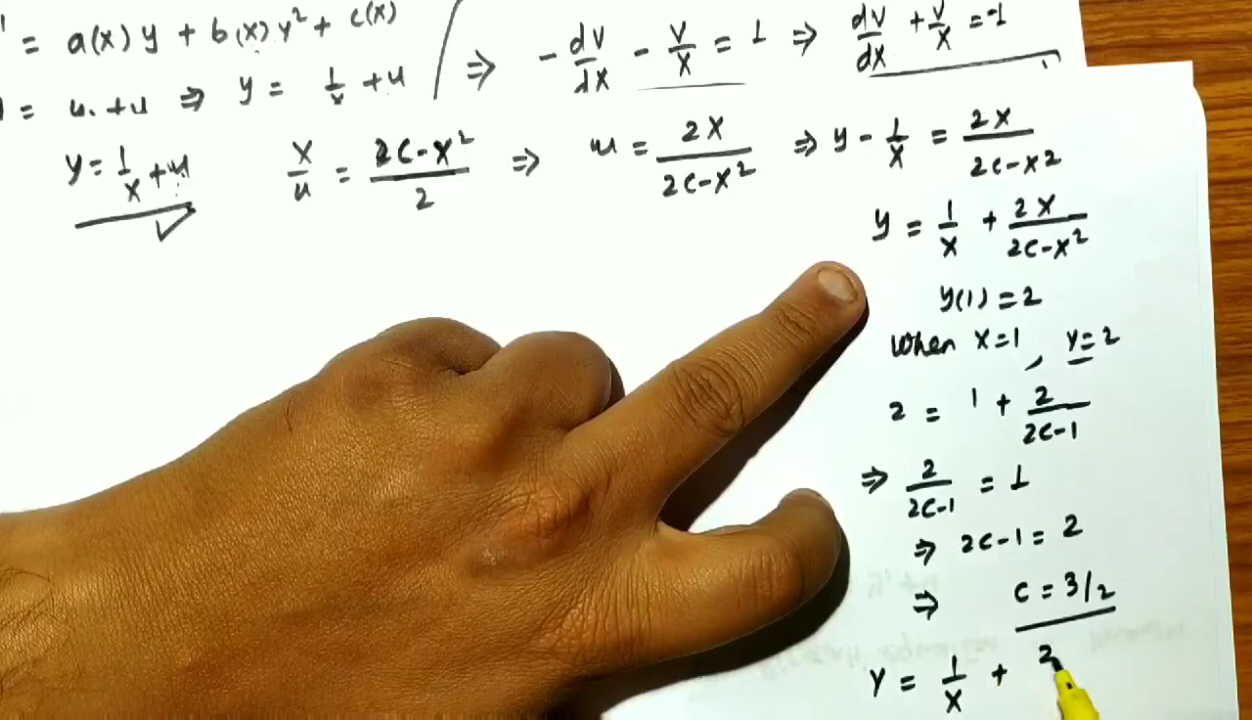 ' = a(x) y + b(x) y² + c(x)
= u. + u ⇒ y = 1/x + u
y = 1/x + u
⇒ - dv/dx - v/x = 1 ⇒ dv/dx + v/x = -1
x/u = 2c-x²/2 ⇒ u = 2x/2c-x² ⇒ y - 1/x = 2x/2c-x2
y = 1/x + 2x/2c-x²
y(1) = 2
When x=1, y=2
2 = 1 + 2/2c-1
⇒ 2/2c-1 = 1
⇒ 2c-1 = 2
⇒ c = 3/2
y = 1/x + 2